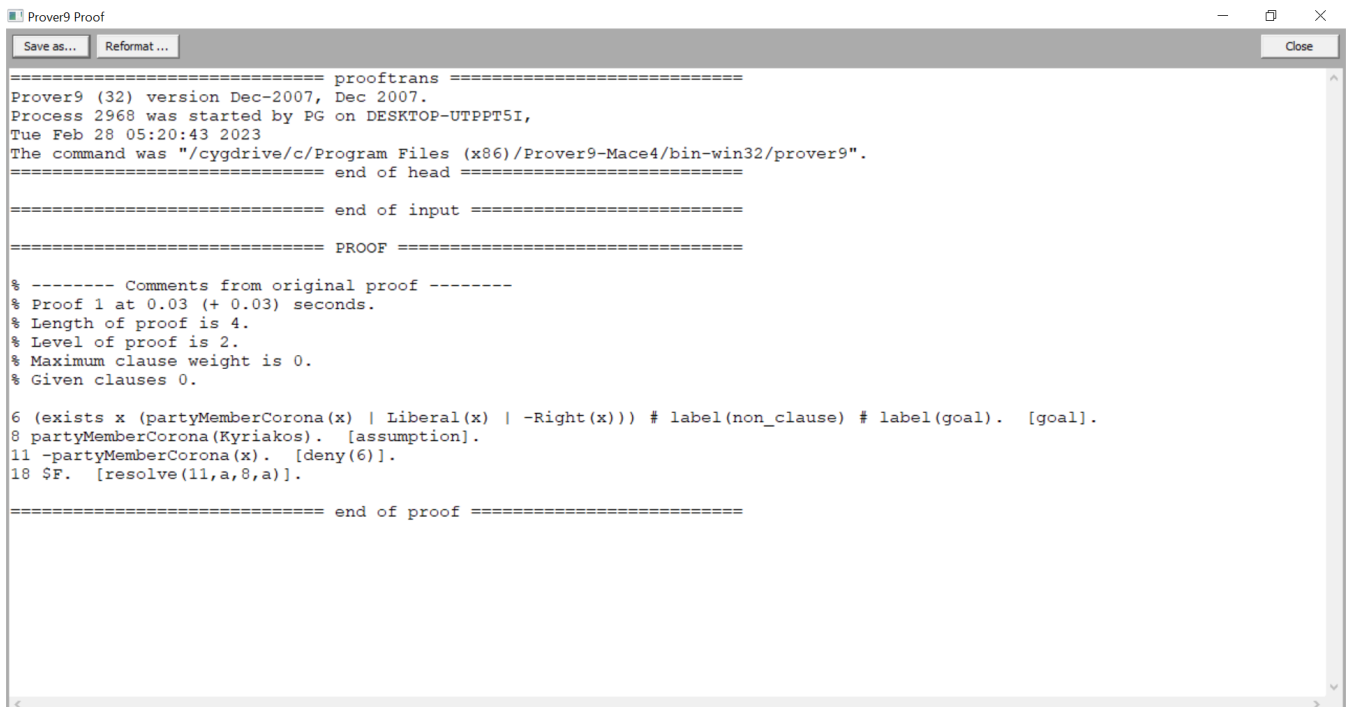 Prover9 Proof
Save as... Reformat ... Close
============================== prooftrans ============================
Prover9 (32) version Dec-2007, Dec 2007.
Process 2968 was started by PG on DESKTOP-UTPPT5I,
Tue Feb 28 05:20:43 2023
The command was "/cygdrive/c/Program Files (x86)/Prover9-Mace4/bin-win32/prover9".
============================== end of head ===========================
============================== end of input ==========================
============================== PROOF =================================
% -------- Comments from original proof --------
% Proof 1 at 0.03 (+ 0.03) seconds.
% Length of proof is 4.
% Level of proof is 2.
% Maximum clause weight is 0.
% Given clauses 0.
6 (exists x (partyMemberCorona(x) | Liberal(x) | -Right(x))) # label(non_clause) # label(goal).  [goal].
8 partyMemberCorona(Kyriakos).  [assumption].
11 -partyMemberCorona(x).  [deny(6)].
18 $F.  [resolve(11,a,8,a)].
============================== end of proof ==========================